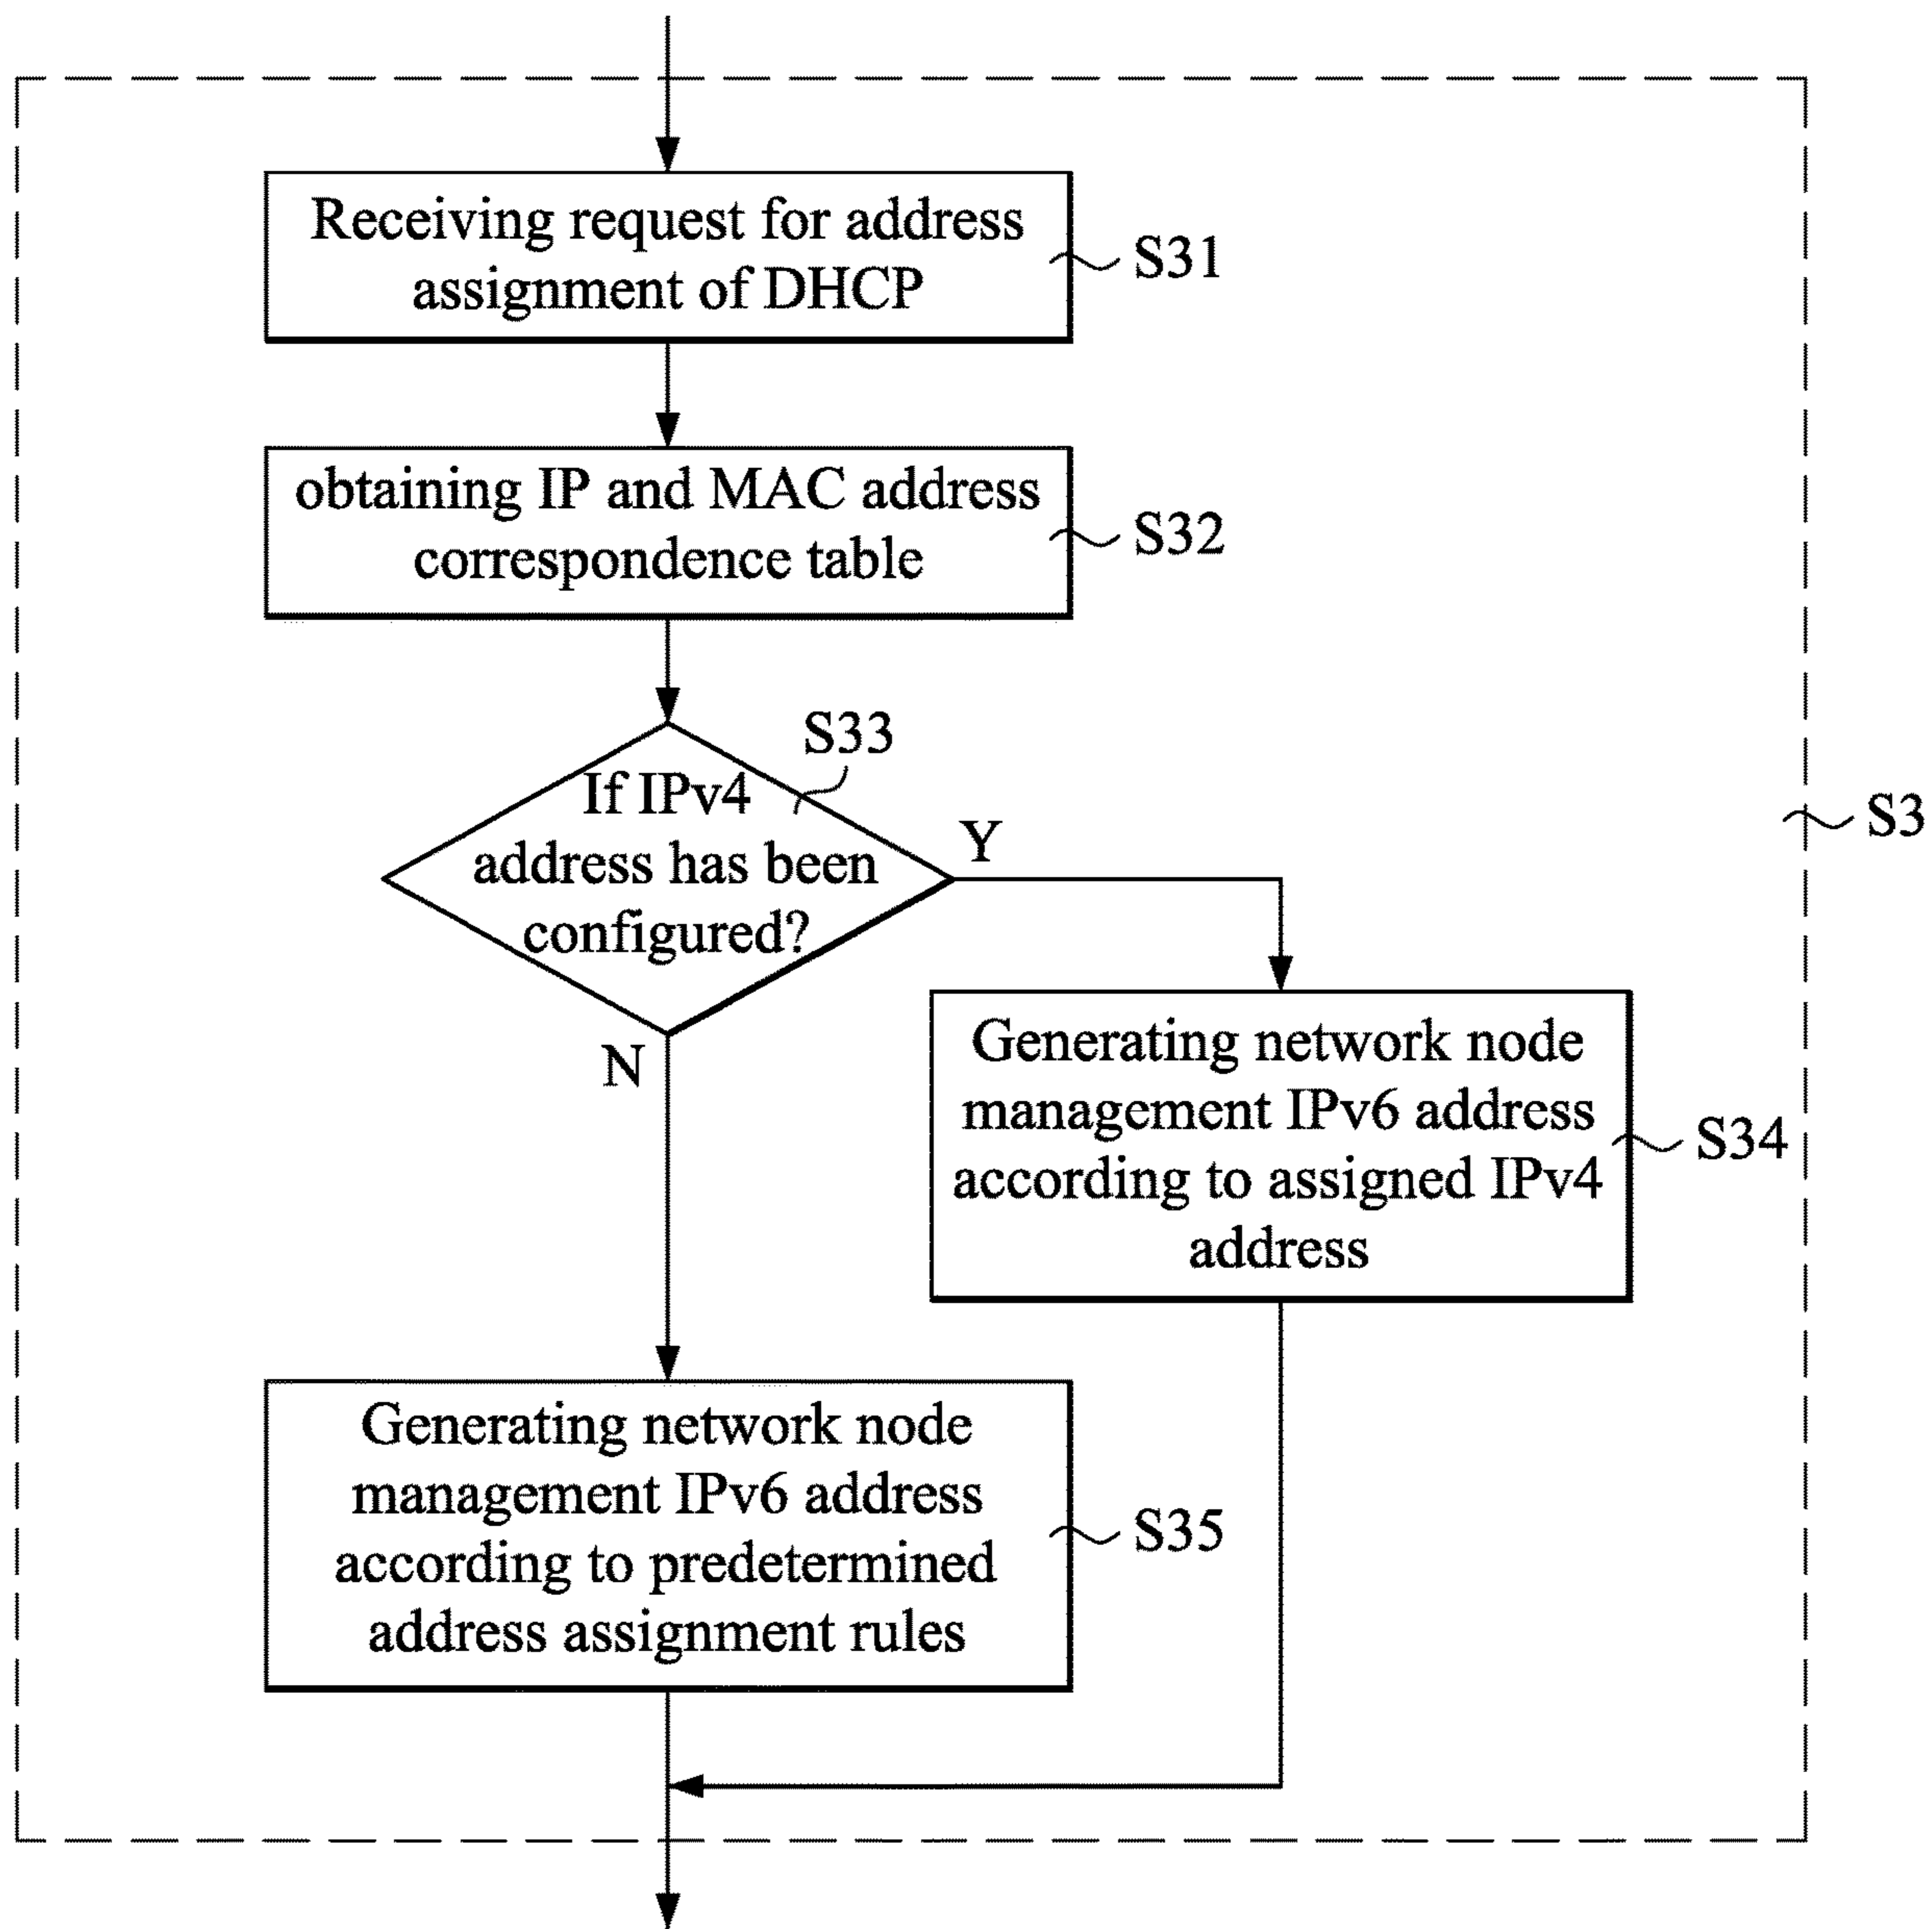 Receiving request for address
assignment of DHCP
S31
obtaining IP and MAC address
correspondence table
S32
S33
If IPv4
address has been
configured?
Y
N
S3
Generating network node
management IPv6 address
according to assigned IPv4
address
S34
Generating network node
management IPv6 address
according to predetermined
address assignment rules
S35